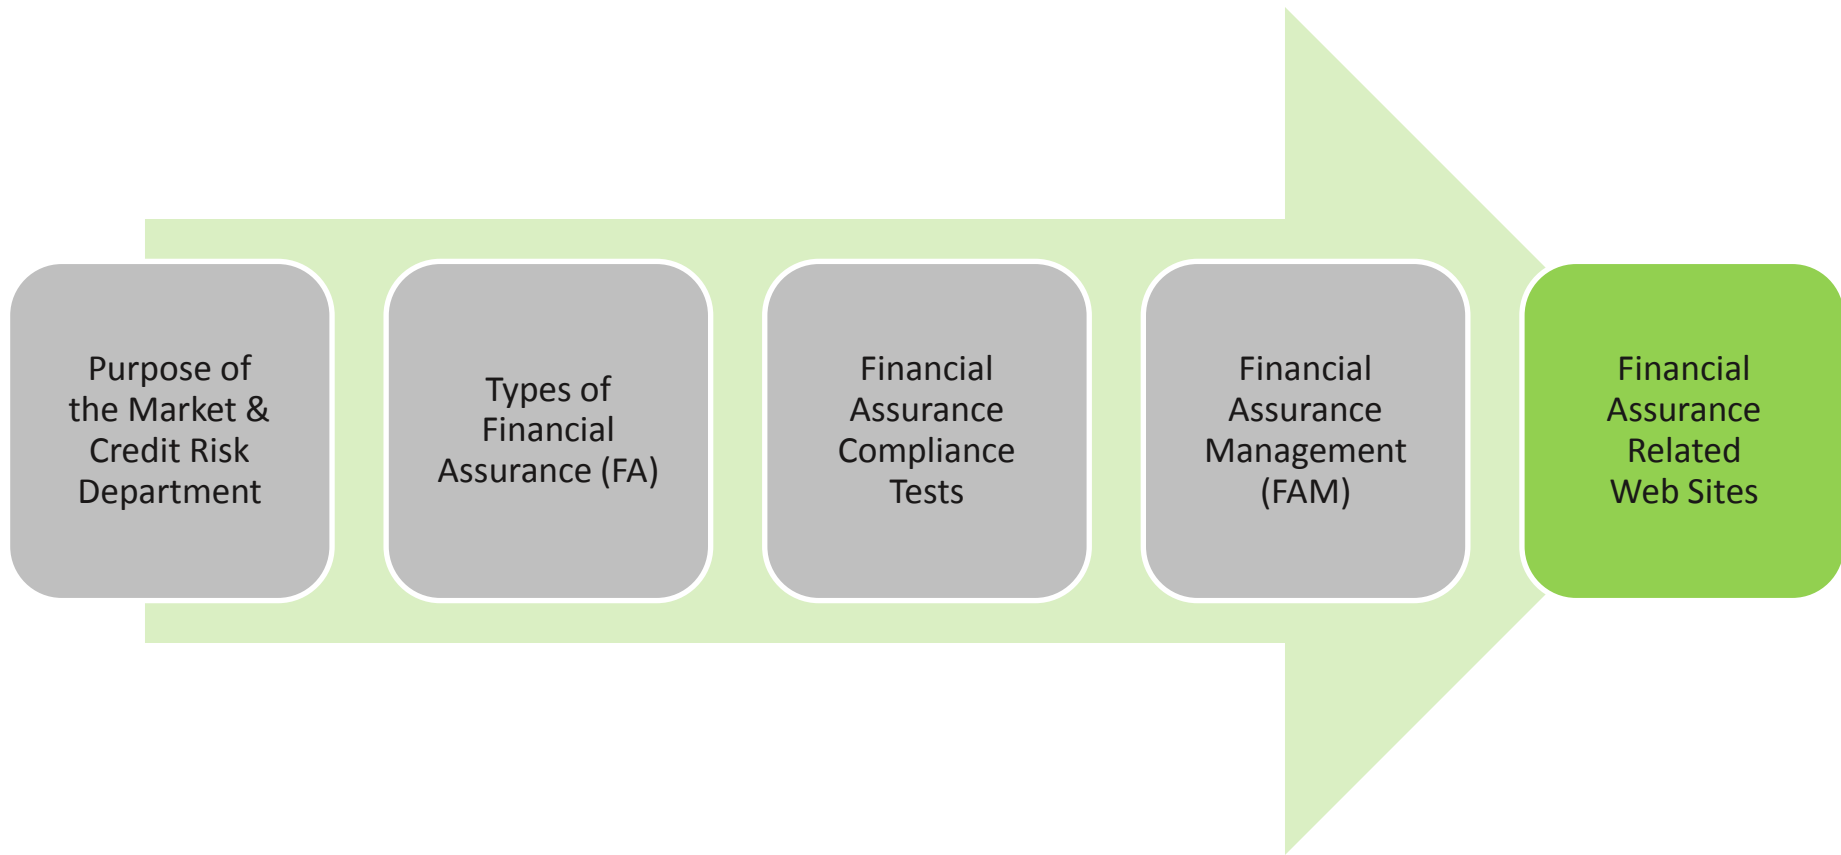 Purpose of
the Market &
Credit Risk
Department
Types of
Financial
Assurance (FA)
Financial
Assurance
Compliance
Tests
Financial
Assurance
Management
(FAM)
Financial
Assurance
Related
Web Sites